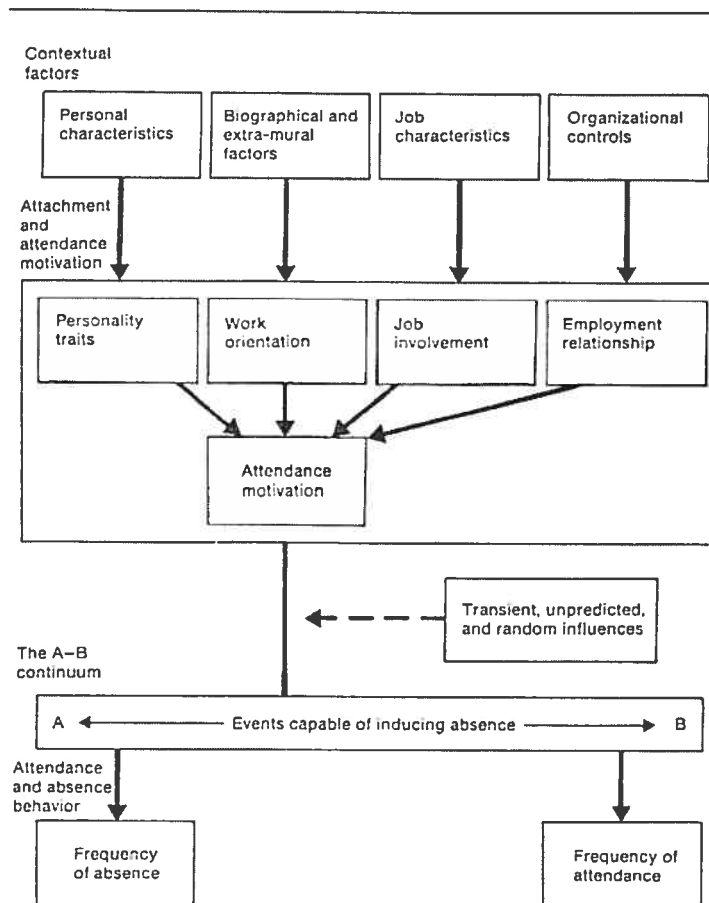 Contextual
factors
Personal
characteristics
Biographical and
extra-mural
factors
Job
characteristics
Organizational
controls
Attachment
and
attendance
motivation
Personality
traits
Work
orientation
Job
involvement
Employment
relationship
Attendance
motivation
Transient, unpredicted,
and random influences
The A–B
continuum
A Events capable of inducing absence B
Attendance
and absence
behavior
Frequency
of absence
Frequency of
attendance